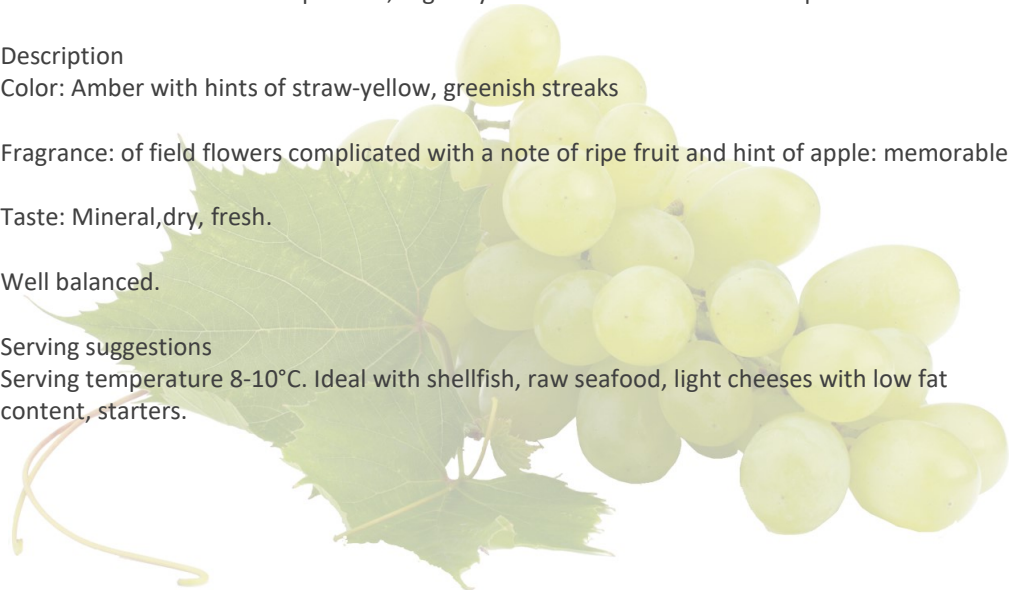 Description
Color: Amber with hints of straw-yellow, greenish streaks
Fragrance: of field flowers complicated with a note of ripe fruit and hint of apple: memorable
Taste: Mineral,dry, fresh.
Well balanced.
Serving suggestions
Serving temperature 8-10°C. Ideal with shellfish, raw seafood, light cheeses with low fat
content, starters.